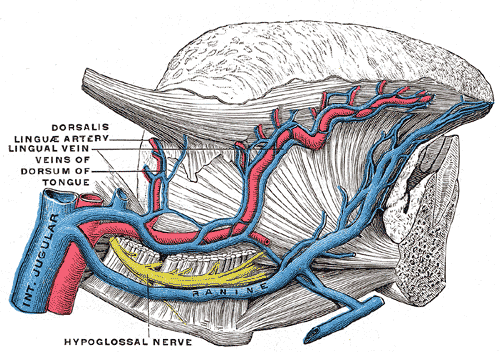 DORSALIS
LINGUÆ ARTERY
LINGUAL VEIN
VEINS OF
DORSUM OF
TONGUE
INT. JUGULAR
RANINE
HYPOGLOSSAL NERVE